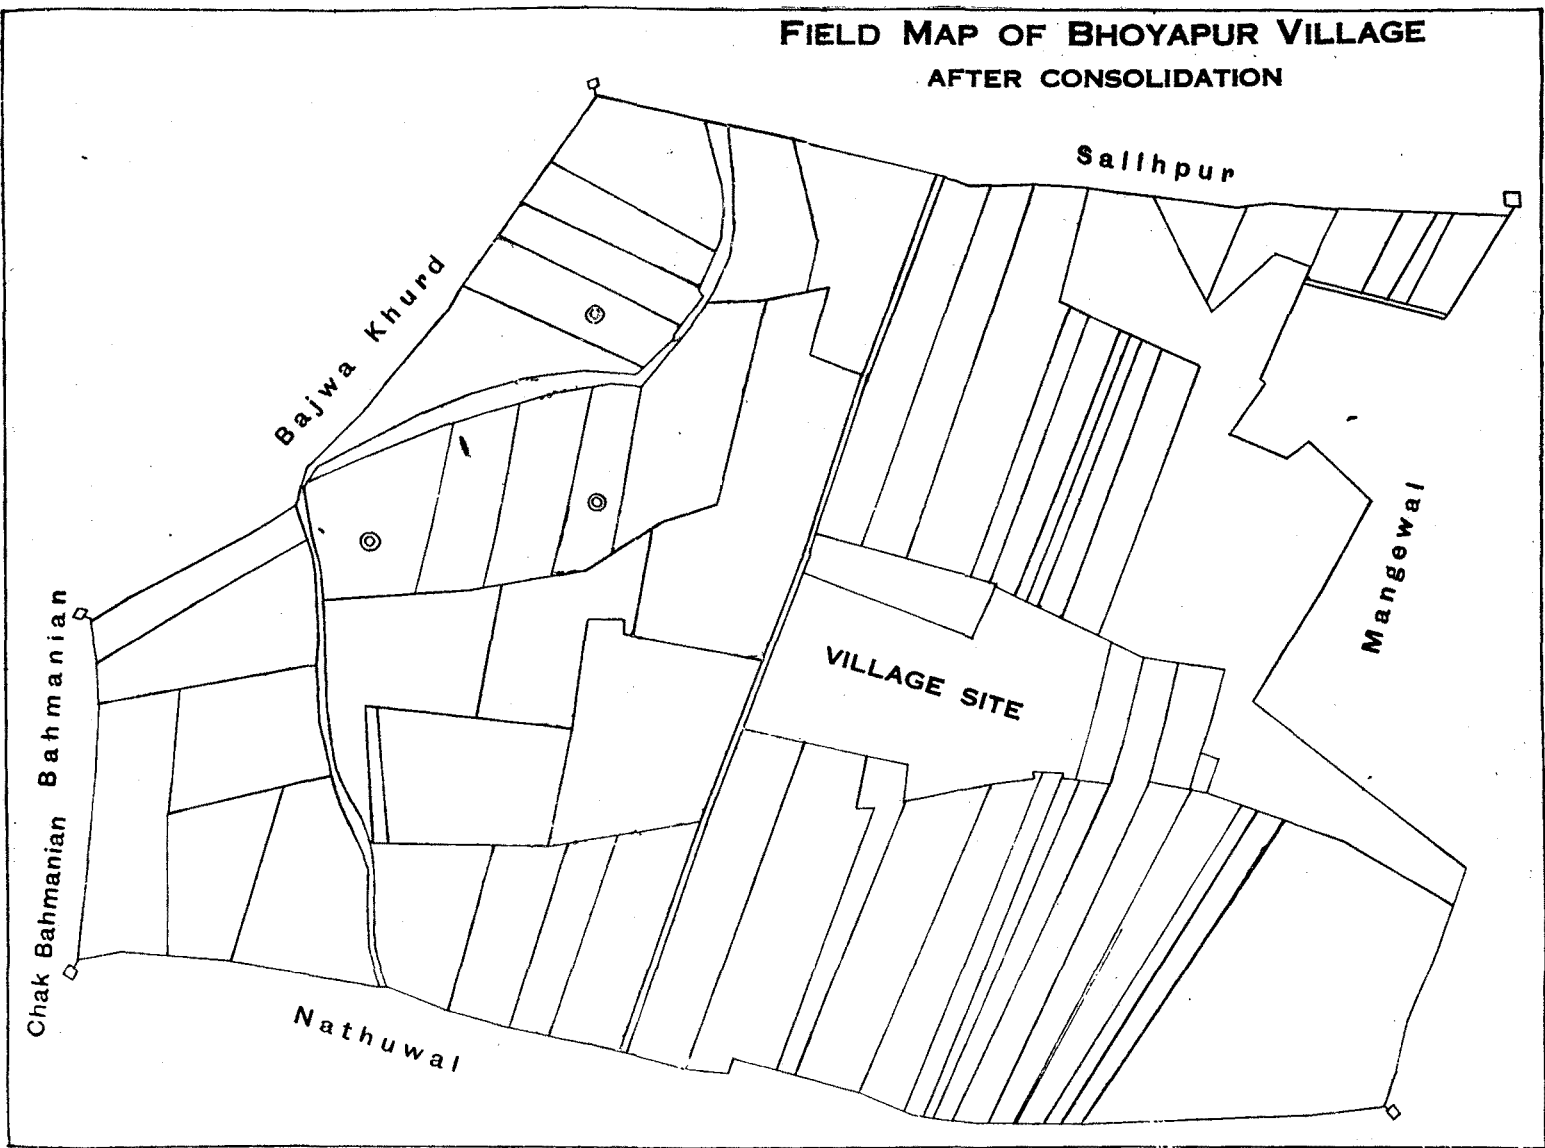 FIELD MAP OF BHOYAPUR VILLAGE
AFTER CONSOLIDATION
Salihpur
Bajwa Khurd
Mangewal
VILLAGE SITE
Chak Bahmanian Bahmanian
Nathuwal